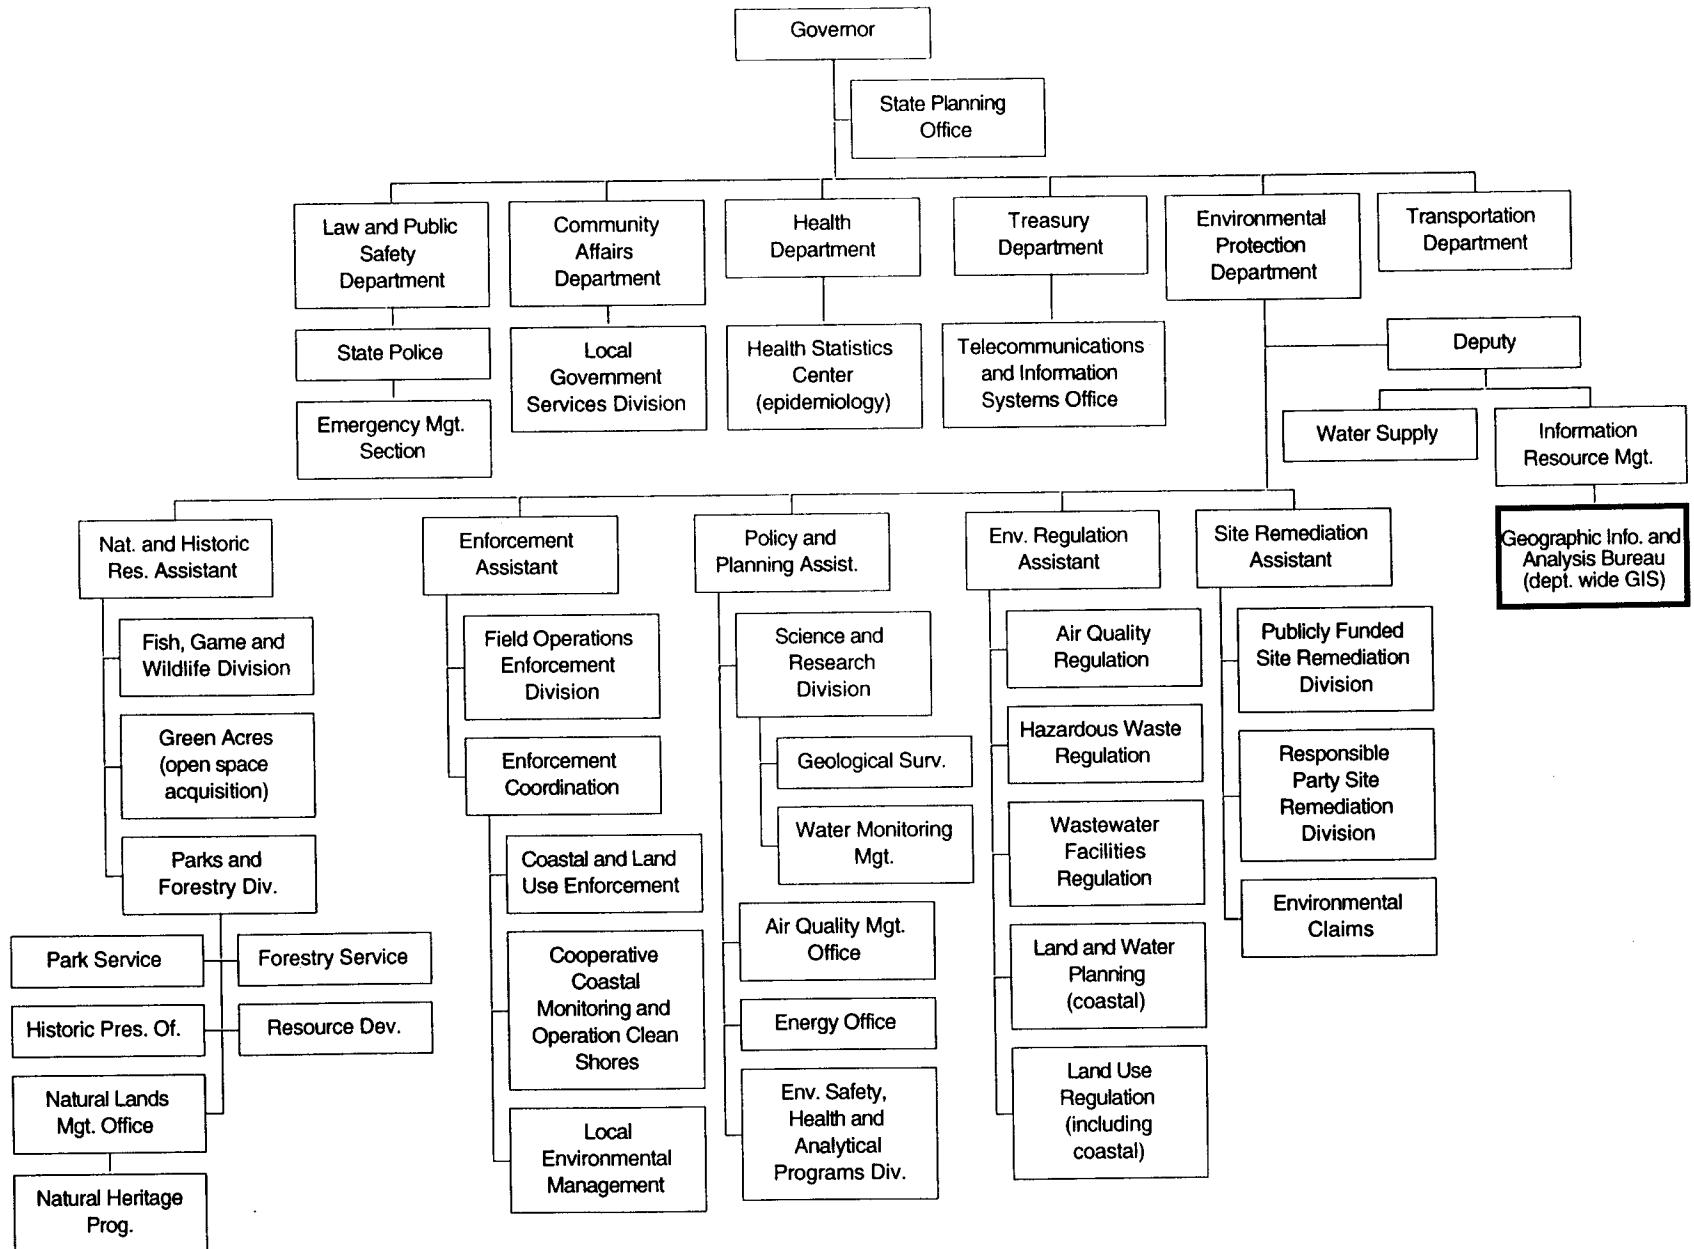 Governor
State Planning
Office
Law and Public
Safety
Department
Community
Affairs
Department
Health
Department
Treasury
Department
Environmental
Protection
Department
Transportation
Department
State Police
Emergency Mgt.
Section
Local
Government
Services Division
Health Statistics
Center
(epidemiology)
Telecommunications
and Information
Systems Office
Deputy
Water Supply
Information
Resource Mgt.
Geographic Info. and
Analysis Bureau
(dept. wide GIS)
Nat. and Historic
Res. Assistant
Fish, Game and
Wildlife Division
Green Acres
(open space
acquisition)
Parks and
Forestry Div.
Park Service
Forestry Service
Historic Pres. Of.
Resource Dev.
Natural Lands
Mgt. Office
Natural Heritage
Prog.
Enforcement
Assistant
Field Operations
Enforcement
Division
Enforcement
Coordination
Coastal and Land
Use Enforcement
Cooperative
Coastal
Monitoring and
Operation Clean
Shores
Local
Environmental
Management
Policy and
Planning Assist.
Science and
Research
Division
Geological Surv.
Water Monitoring
Mgt.
Air Quality Mgt.
Office
Energy Office
Env. Safety,
Health and
Analytical
Programs Div.
Env. Regulation
Assistant
Air Quality
Regulation
Hazardous Waste
Regulation
Wastewater
Facilities
Regulation
Land and Water
Planning
(coastal)
Land Use
Regulation
(including
coastal)
Site Remediation
Assistant
Publicly Funded
Site Remediation
Division
Responsible
Party Site
Remediation
Division
Environmental
Claims